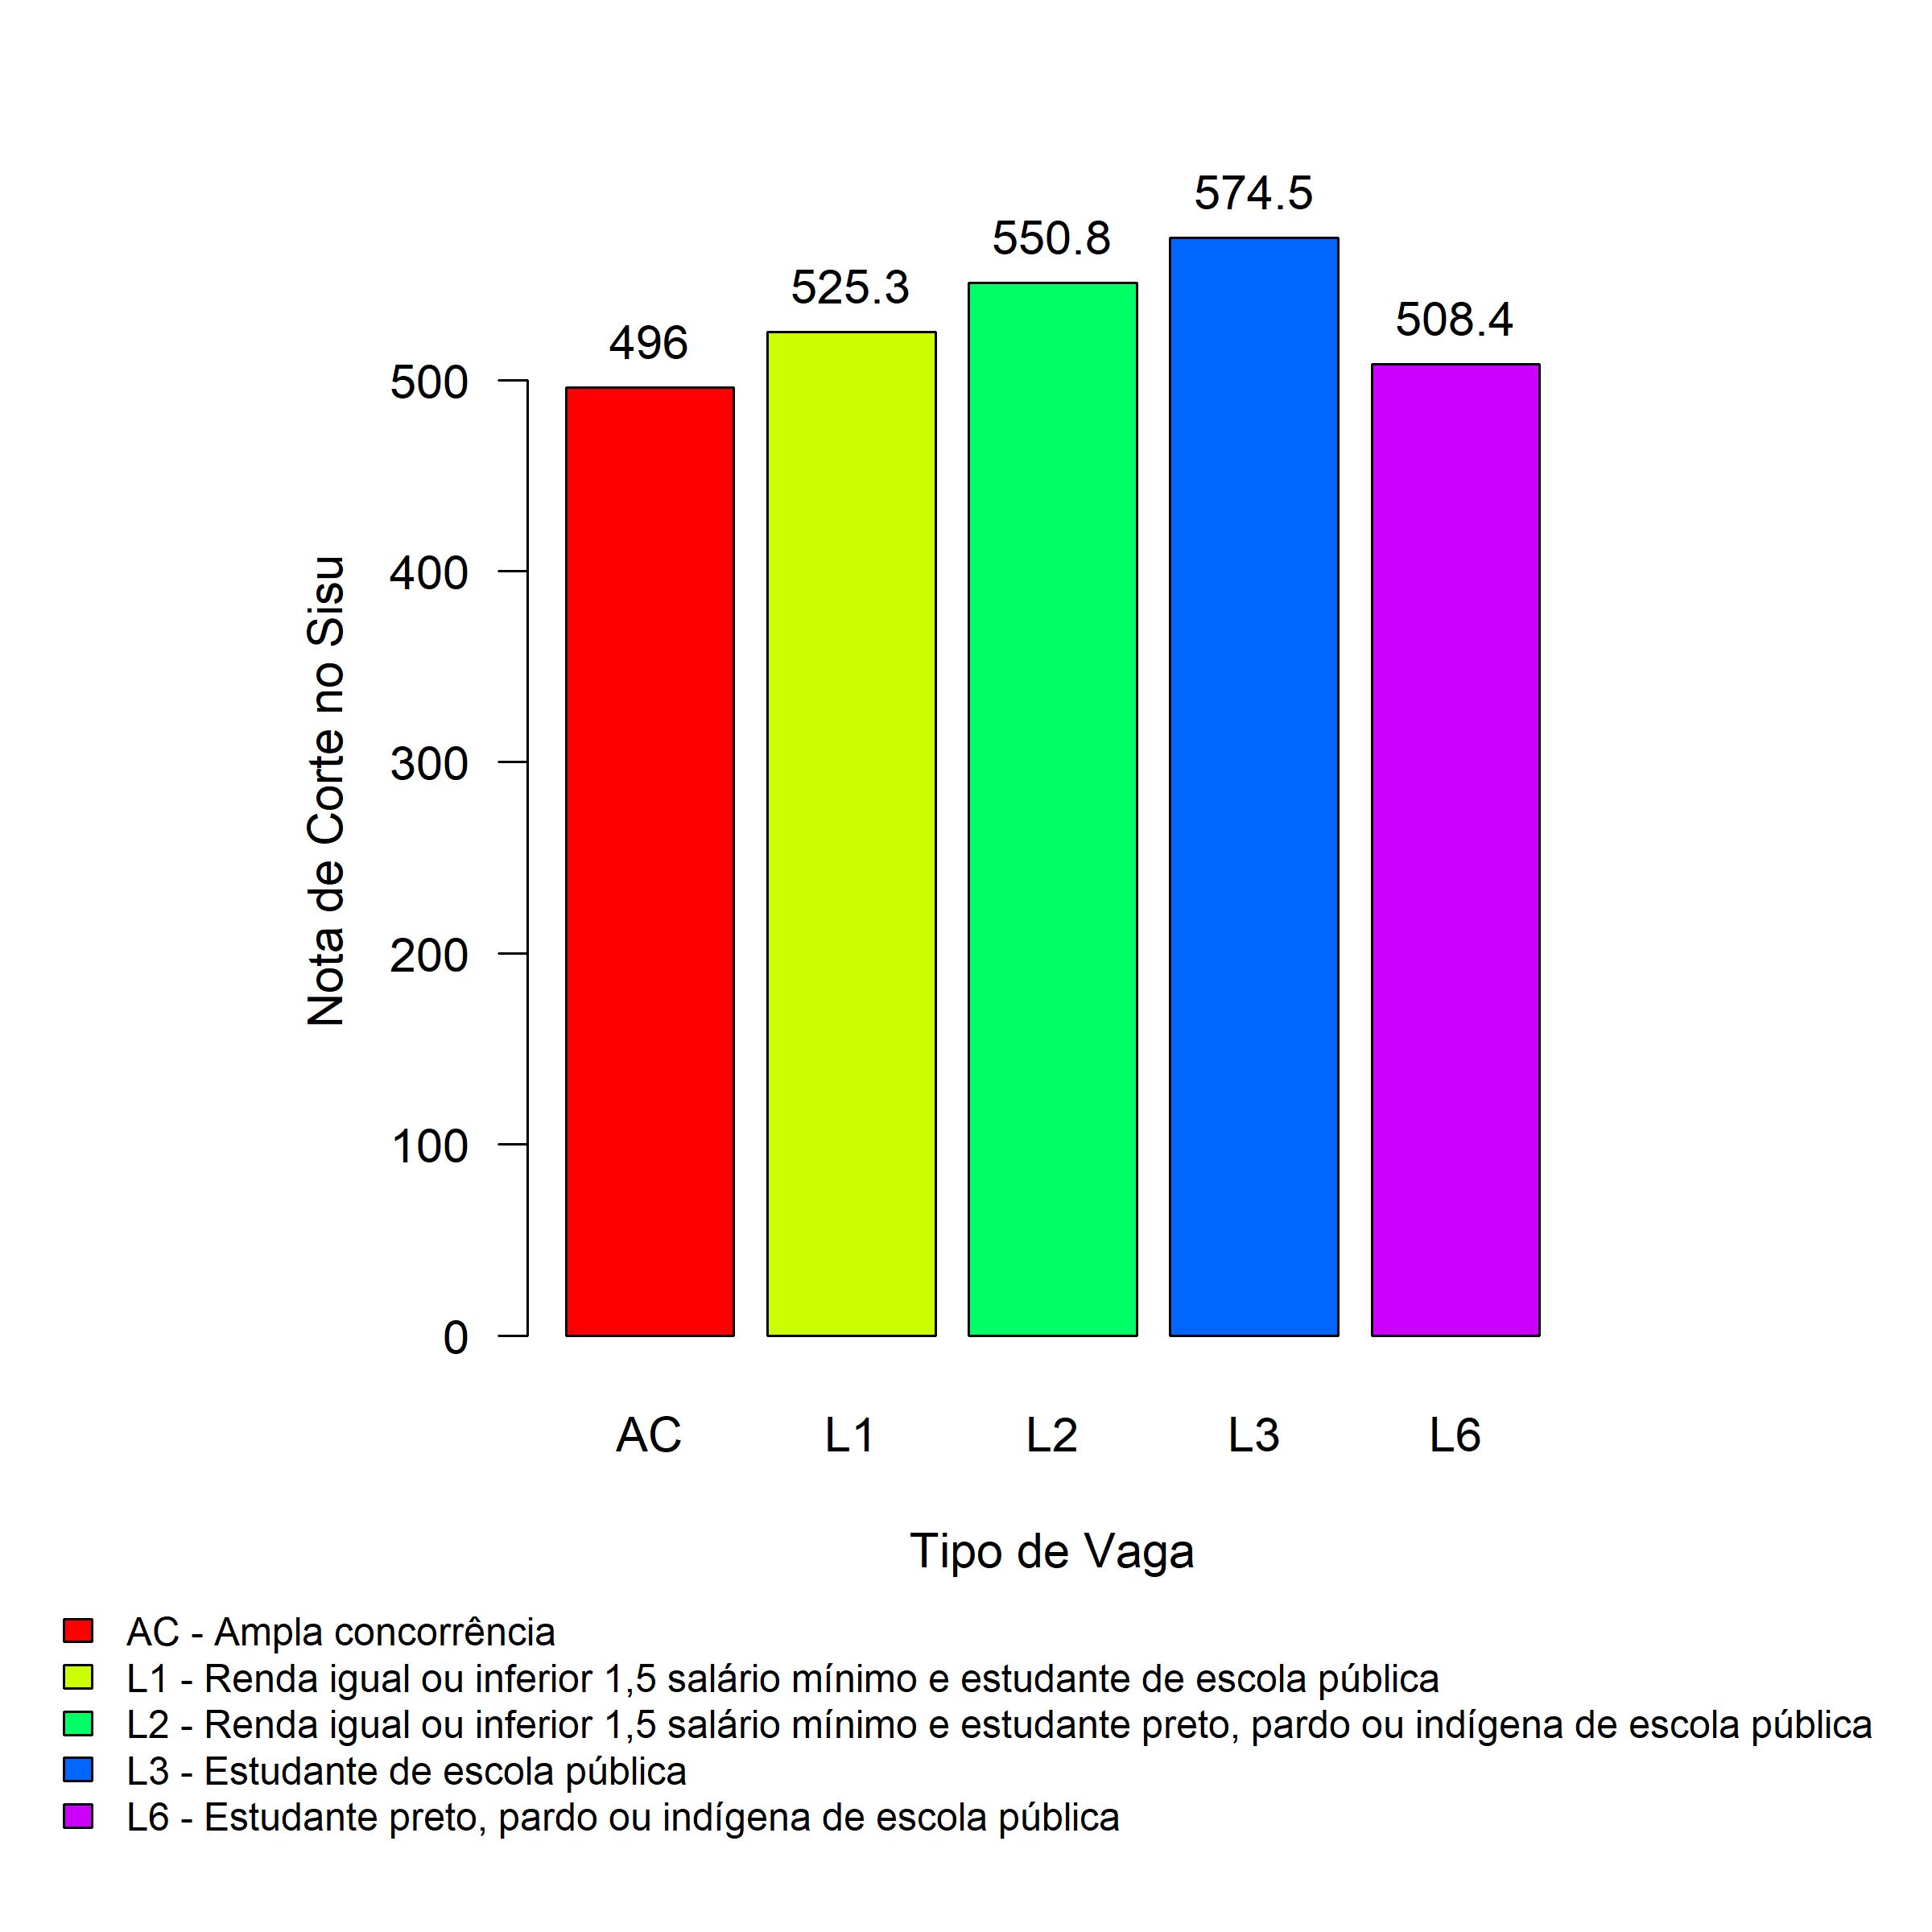 574.5
550.8
525.3
508.4
496
500
400
300
200
100
0
Nota de Corte no Sisu
AC L1 L2 L3 L6
Tipo de Vaga
AC - Ampla concorrência
L1 - Renda igual ou inferior 1,5 salário mínimo e estudante de escola pública
L2 - Renda igual ou inferior 1,5 salário mínimo e estudante preto, pardo ou indígena de escola pública
L3 - Estudante de escola pública
L6 - Estudante preto, pardo ou indígena de escola pública